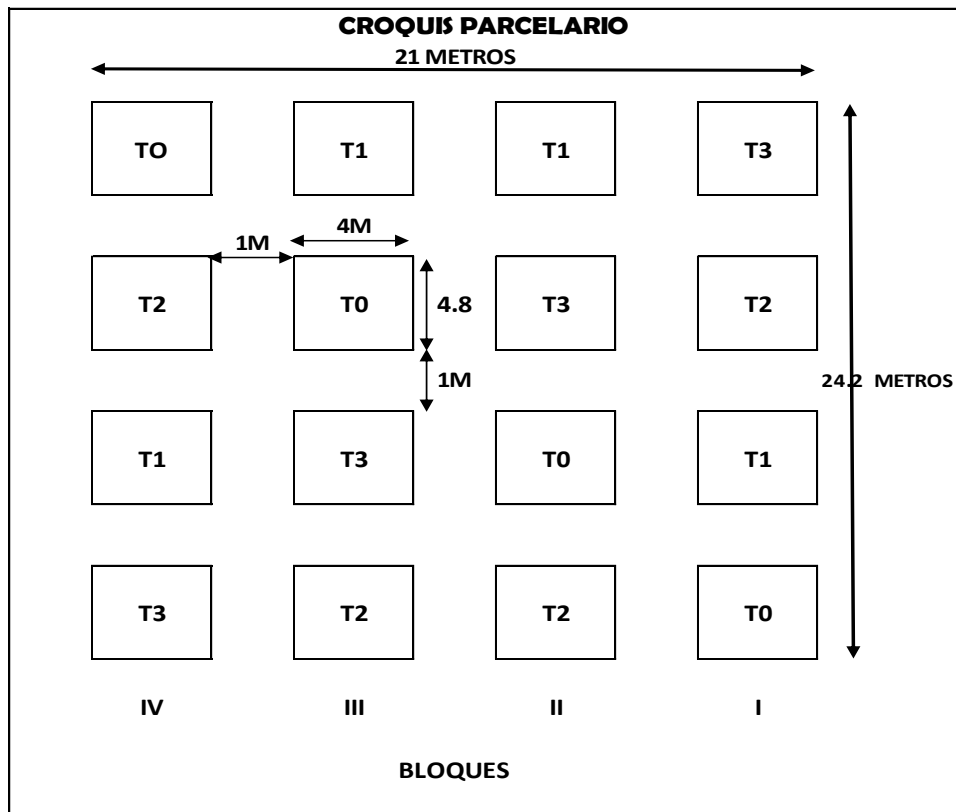 CROQUIS PARCELARIO
21 METROS
TO T1 T1 T3
1M 4M
T2 T0 4.8 T3 T2
1M
24.2 METROS
T1 T3 T0 T1
T3 T2 T2 T0
IV III II I
BLOQUES